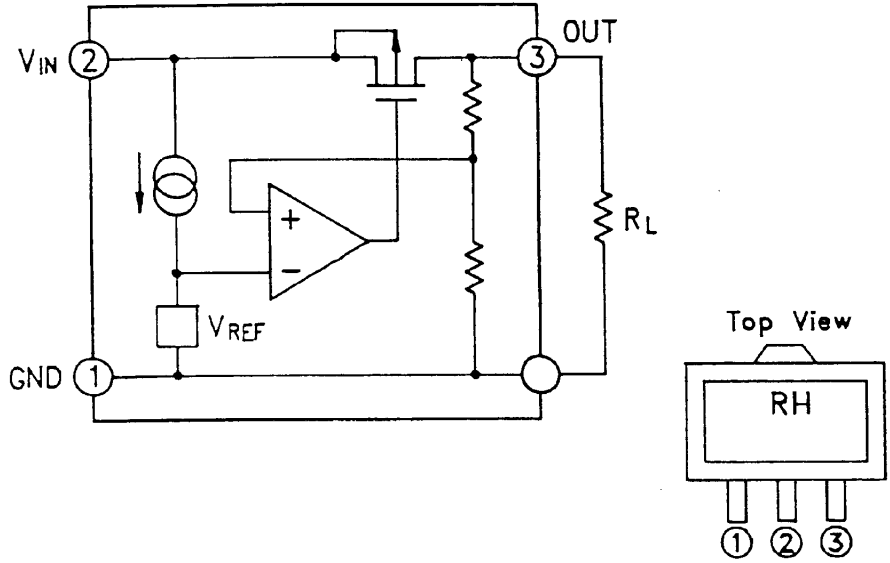 OUT
VIN ② ③
+
RL
−
VREF
GND ①
Top View
RH
① ② ③